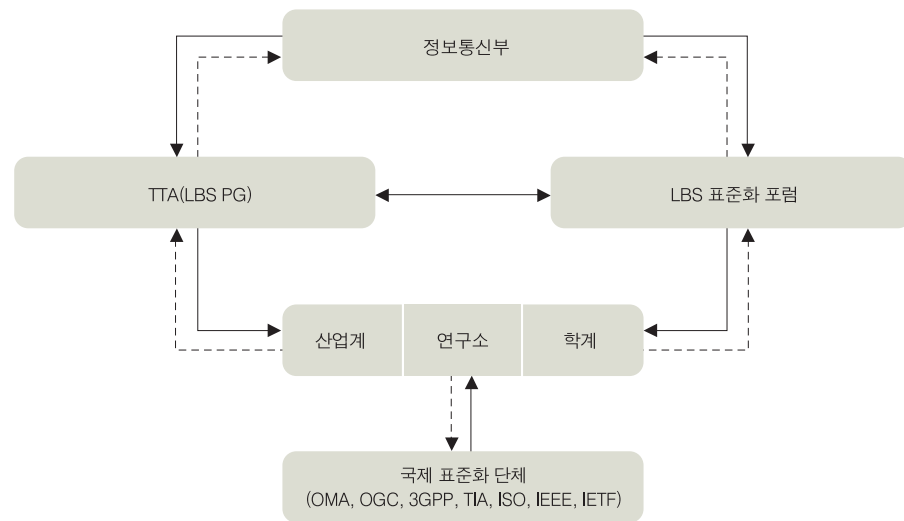 정보통신부
TTA(LBS PG)
LBS 표준화 포럼
산업계
연구소
학계
국제 표준화 단체
(OMA, OGC, 3GPP, TIA, ISO, IEEE, IETF)